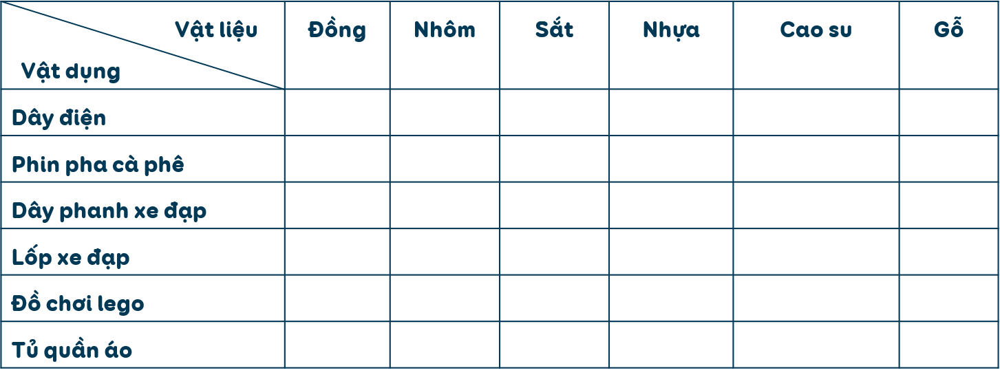 Vật liệu Đồng Nhôm Sắt Nhựa Cao su Gỗ
Vật dụng
Dây điện
Phin pha cà phê
Dây phanh xe đạp
Lốp xe đạp
Đồ chơi lego
Tủ quần áo